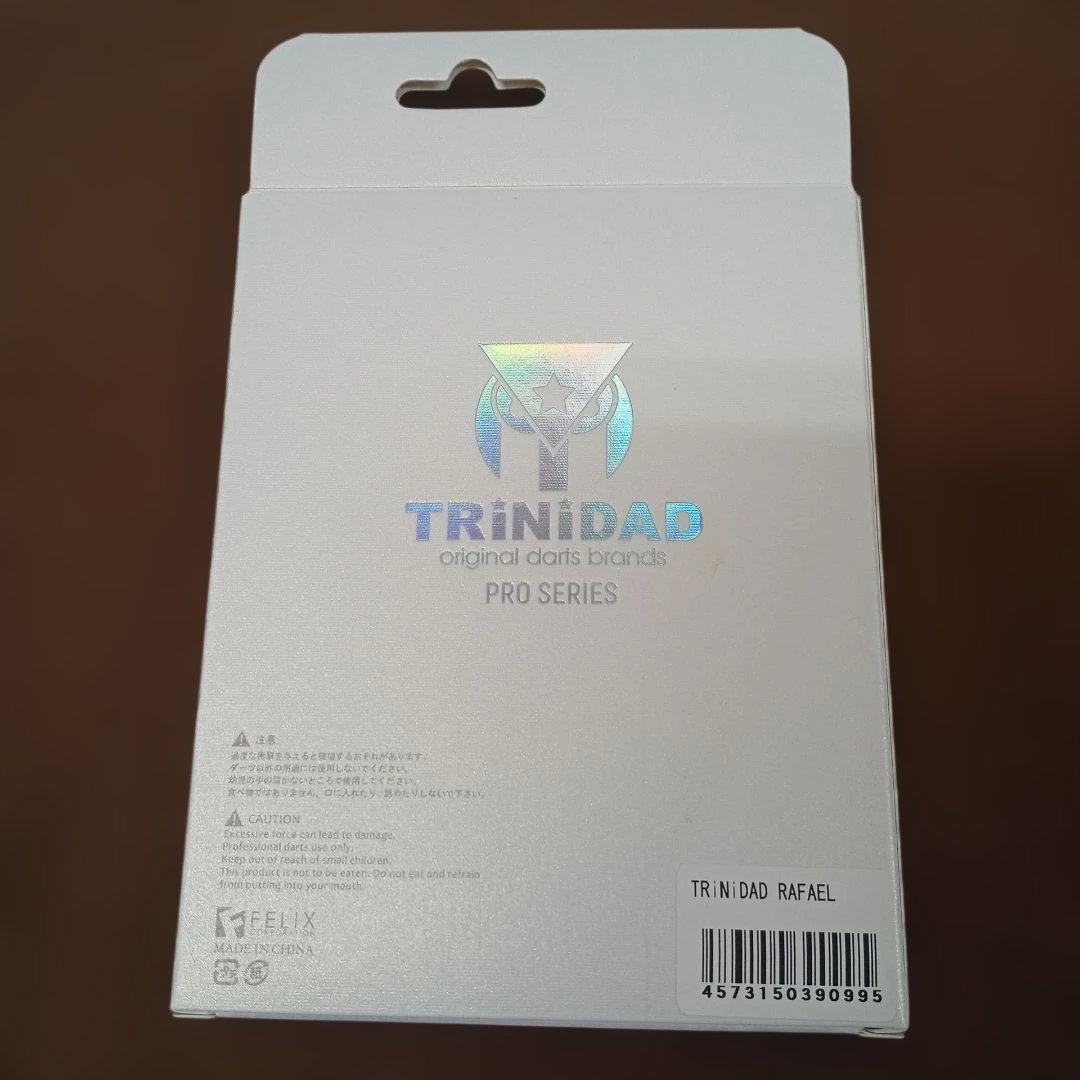 TRiNiDAD
original darts brands
PRO SERIES
注意
過度な衝撃を与えると破損するおそれがあります。
ダーツ以外の用途には使用しないでください。
幼児の手の届かないところで使用してください。
食べ物ではありません。口に入れたり、舐めたりしないで下さい。
CAUTION
Excessive force can lead to damage.
Professional darts use only.
Keep out of reach of small children.
This product is not to be eaten. Do not eat and refrain
from putting into your mouth.
FELIX
CORPORATION
MADE IN CHINA
プラ 紙
TRiNiDAD RAFAEL
4573150390995